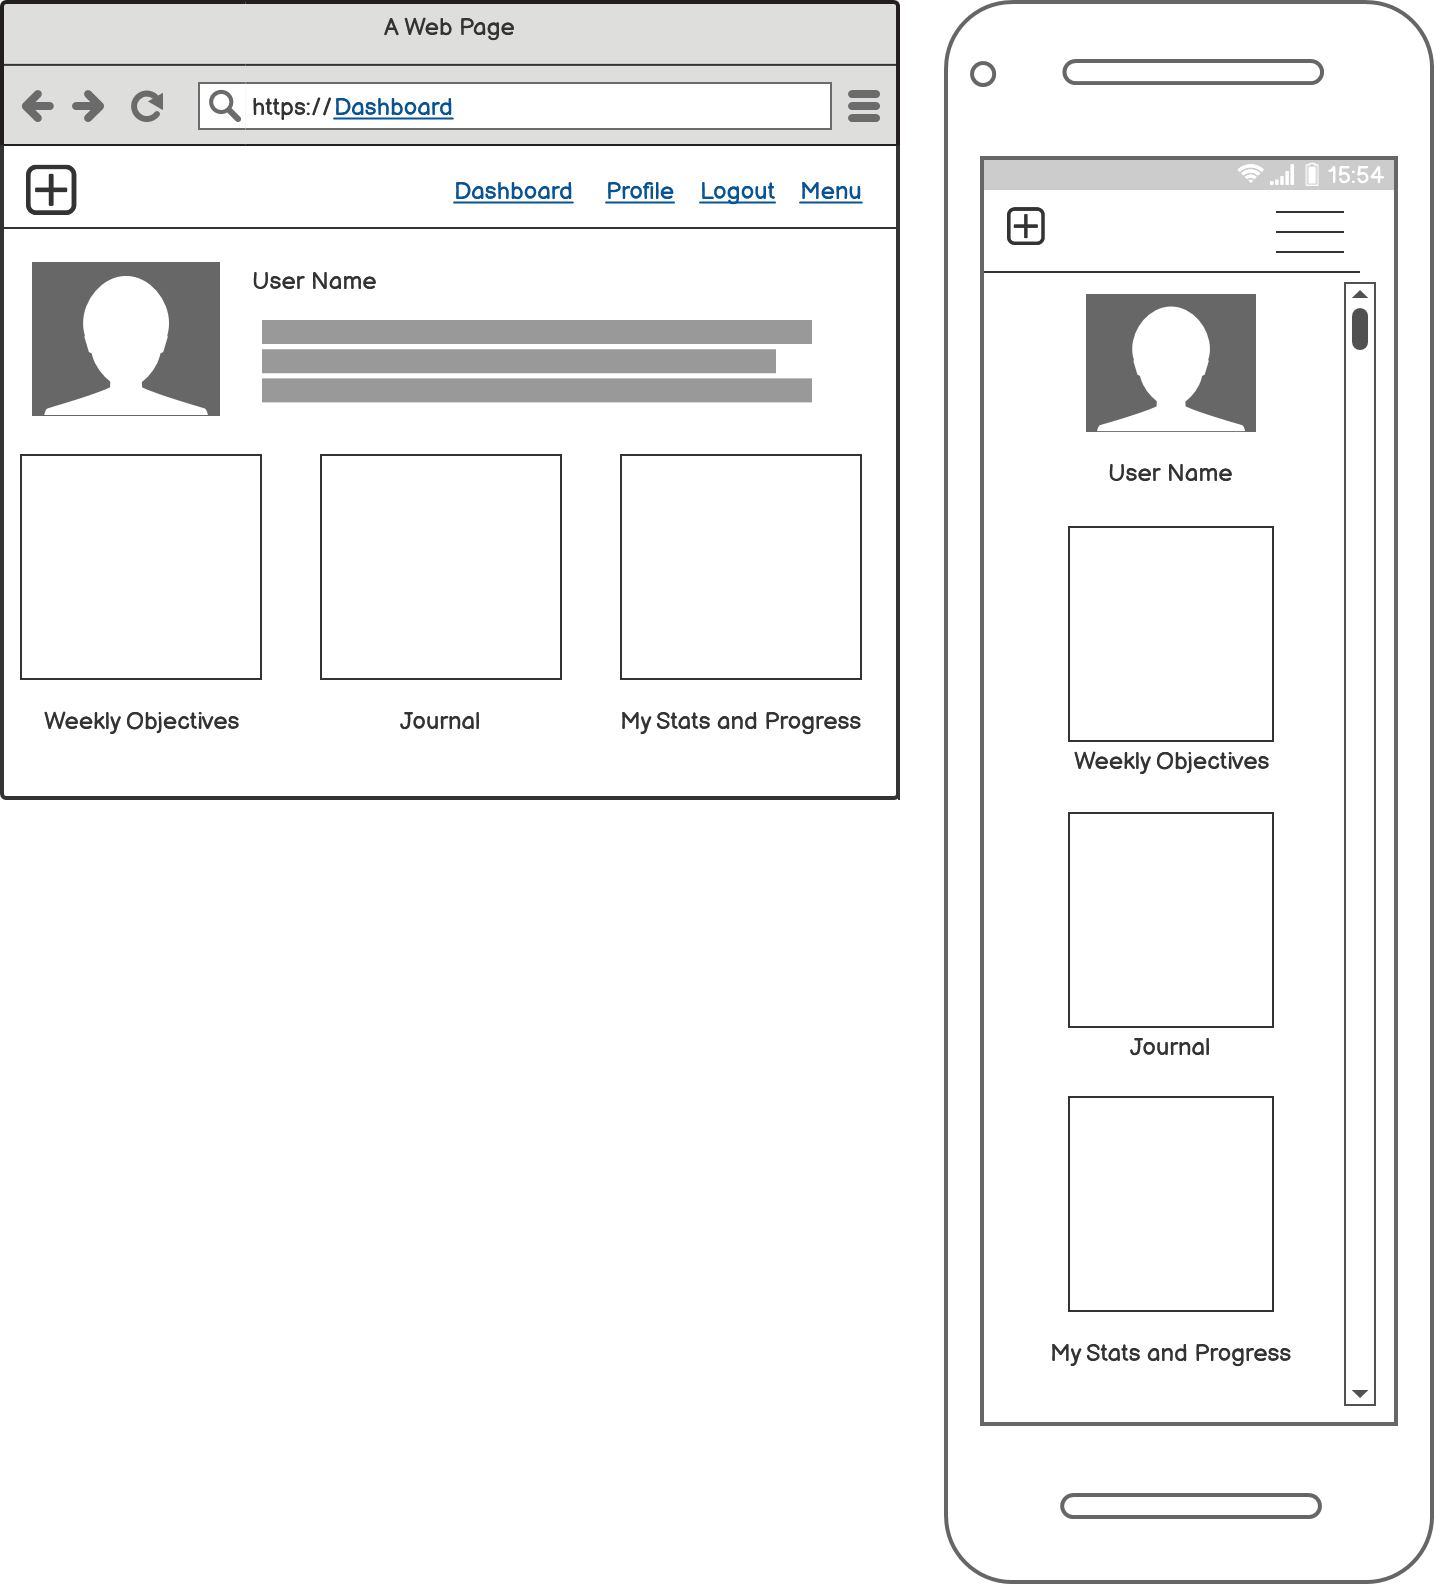 A Web Page
https://Dashboard
Dashboard Profile Logout Menu
User Name
Weekly Objectives Journal My Stats and Progress
15:54
User Name
Weekly Objectives
Journal
My Stats and Progress